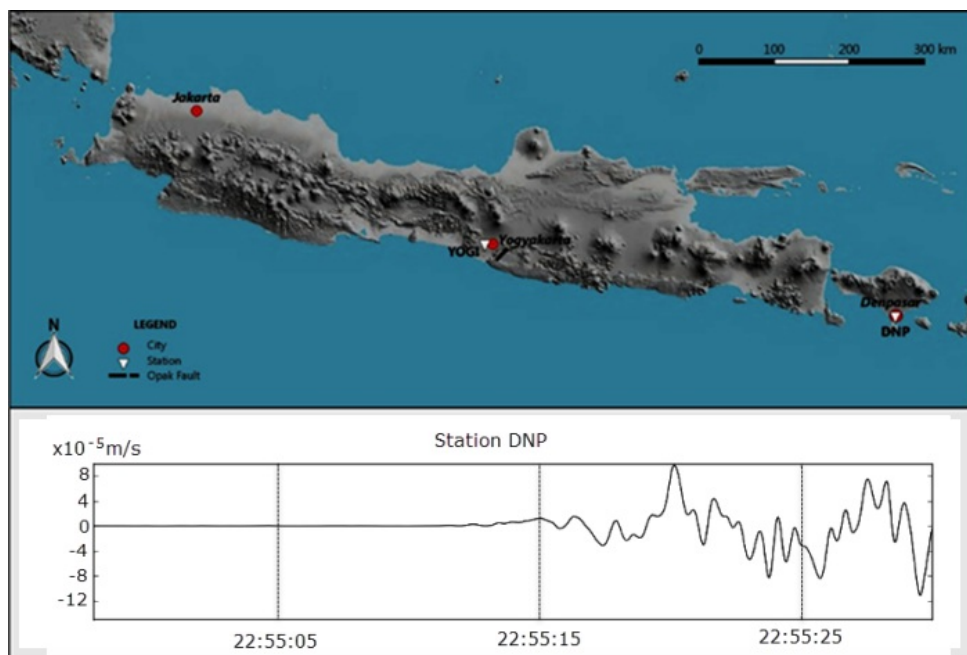 0 100 200 300 km
Jakarta
YOGI Yogyakarta
Denpasar
DNP
N
LEGEND
City
Station
Opak Fault
Station DNP
x10⁻⁵m/s
8
4
0
-4
-8
-12
22:55:05 22:55:15 22:55:25